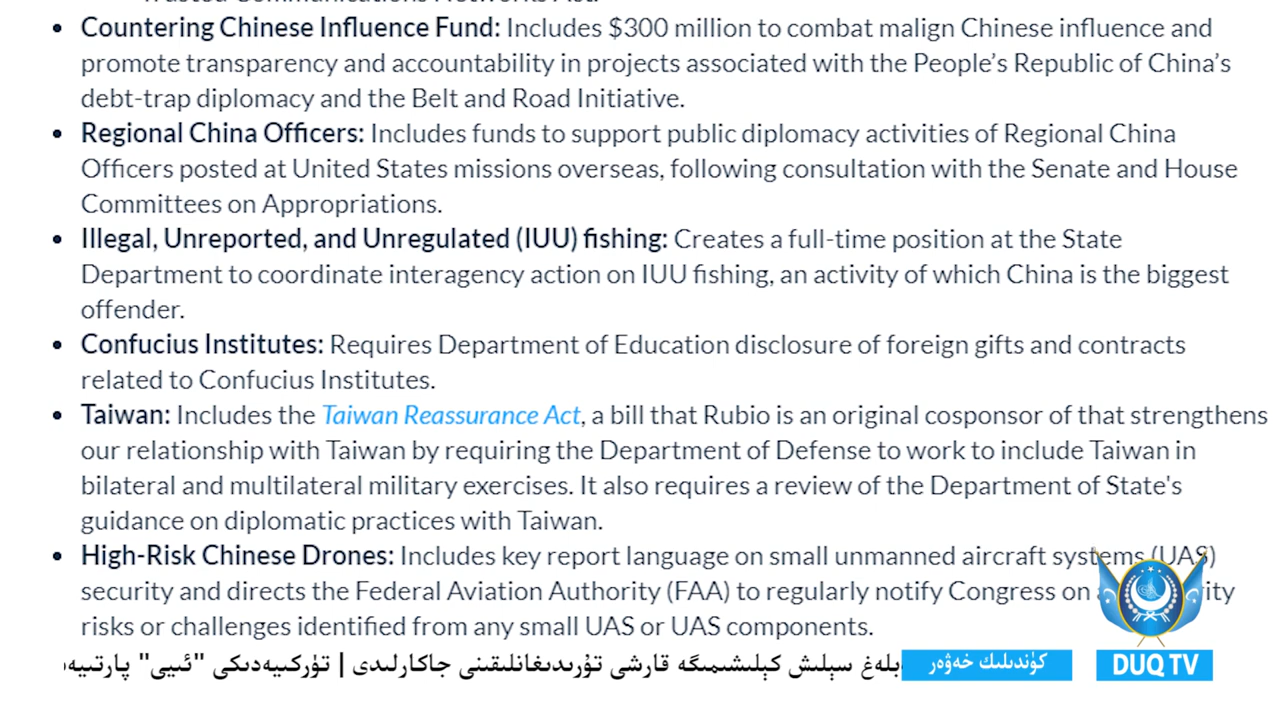 Countering Chinese Influence Fund: Includes $300 million to combat malign Chinese influence and
promote transparency and accountability in projects associated with the People’s Republic of China’s
debt-trap diplomacy and the Belt and Road Initiative.
Regional China Officers: Includes funds to support public diplomacy activities of Regional China
Officers posted at United States missions overseas, following consultation with the Senate and House
Committees on Appropriations.
Illegal, Unreported, and Unregulated (IUU) fishing: Creates a full-time position at the State
Department to coordinate interagency action on IUU fishing, an activity of which China is the biggest
offender.
Confucius Institutes: Requires Department of Education disclosure of foreign gifts and contracts
related to Confucius Institutes.
Taiwan: Includes the Taiwan Reassurance Act, a bill that Rubio is an original cosponsor of that strengthens
our relationship with Taiwan by requiring the Department of Defense to work to include Taiwan in
bilateral and multilateral military exercises. It also requires a review of the Department of State's
guidance on diplomatic practices with Taiwan.
High-Risk Chinese Drones: Includes key report language on small unmanned aircraft systems (UAS)
security and directs the Federal Aviation Authority (FAA) to regularly notify Congress on
risks or challenges identified from any small UAS or UAS components.
كۈندىلىك خەۋەر
سېلىش كېلىشىمىگە قارشى تۇرىدىغانلىقىنى جاكارلىدى | تۈركىيەدىكى "ئىيى"
DUQ TV